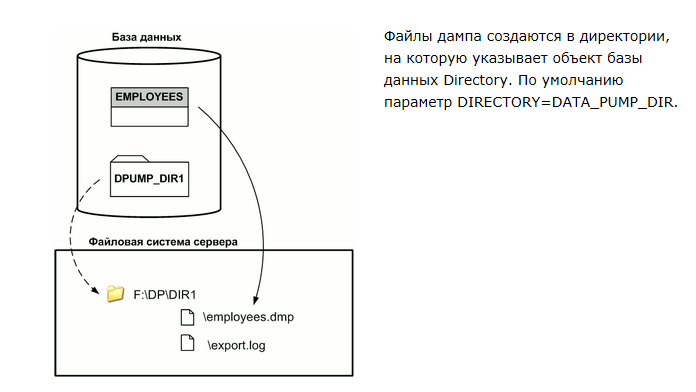 База данных
EMPLOYEES
DPUMP_DIR1
Файловая система сервера
F:\DP\DIR1
\employees.dmp
\export.log
Файлы дампа создаются в директории,
на которую указывает объект базы
данных Directory. По умолчанию
параметр DIRECTORY=DATA_PUMP_DIR.